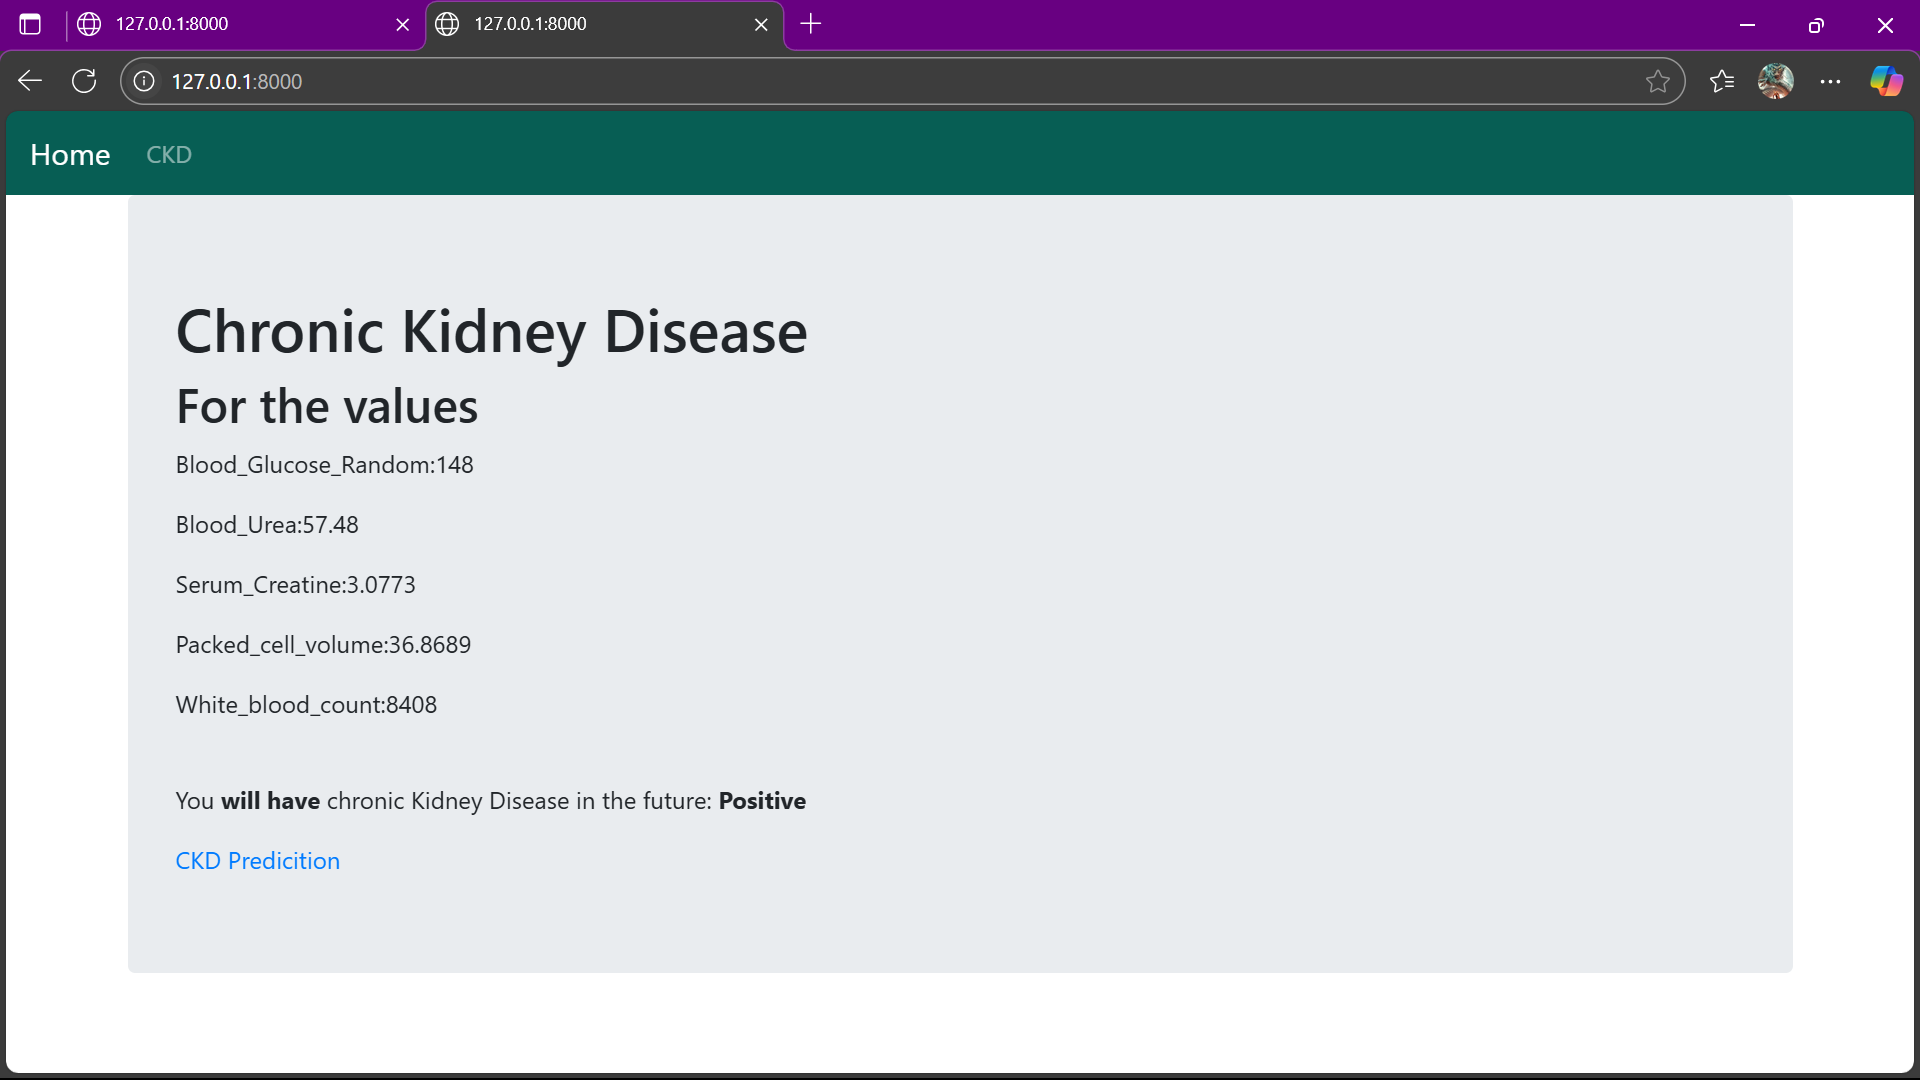 127.0.0.1:8000
127.0.0.1:8000
127.0.0.1:8000
Home CKD
Chronic Kidney Disease
For the values
Blood_Glucose_Random:148
Blood_Urea:57.48
Serum_Creatine:3.0773
Packed_cell_volume:36.8689
White_blood_count:8408
You will have chronic Kidney Disease in the future: Positive
CKD Predicition